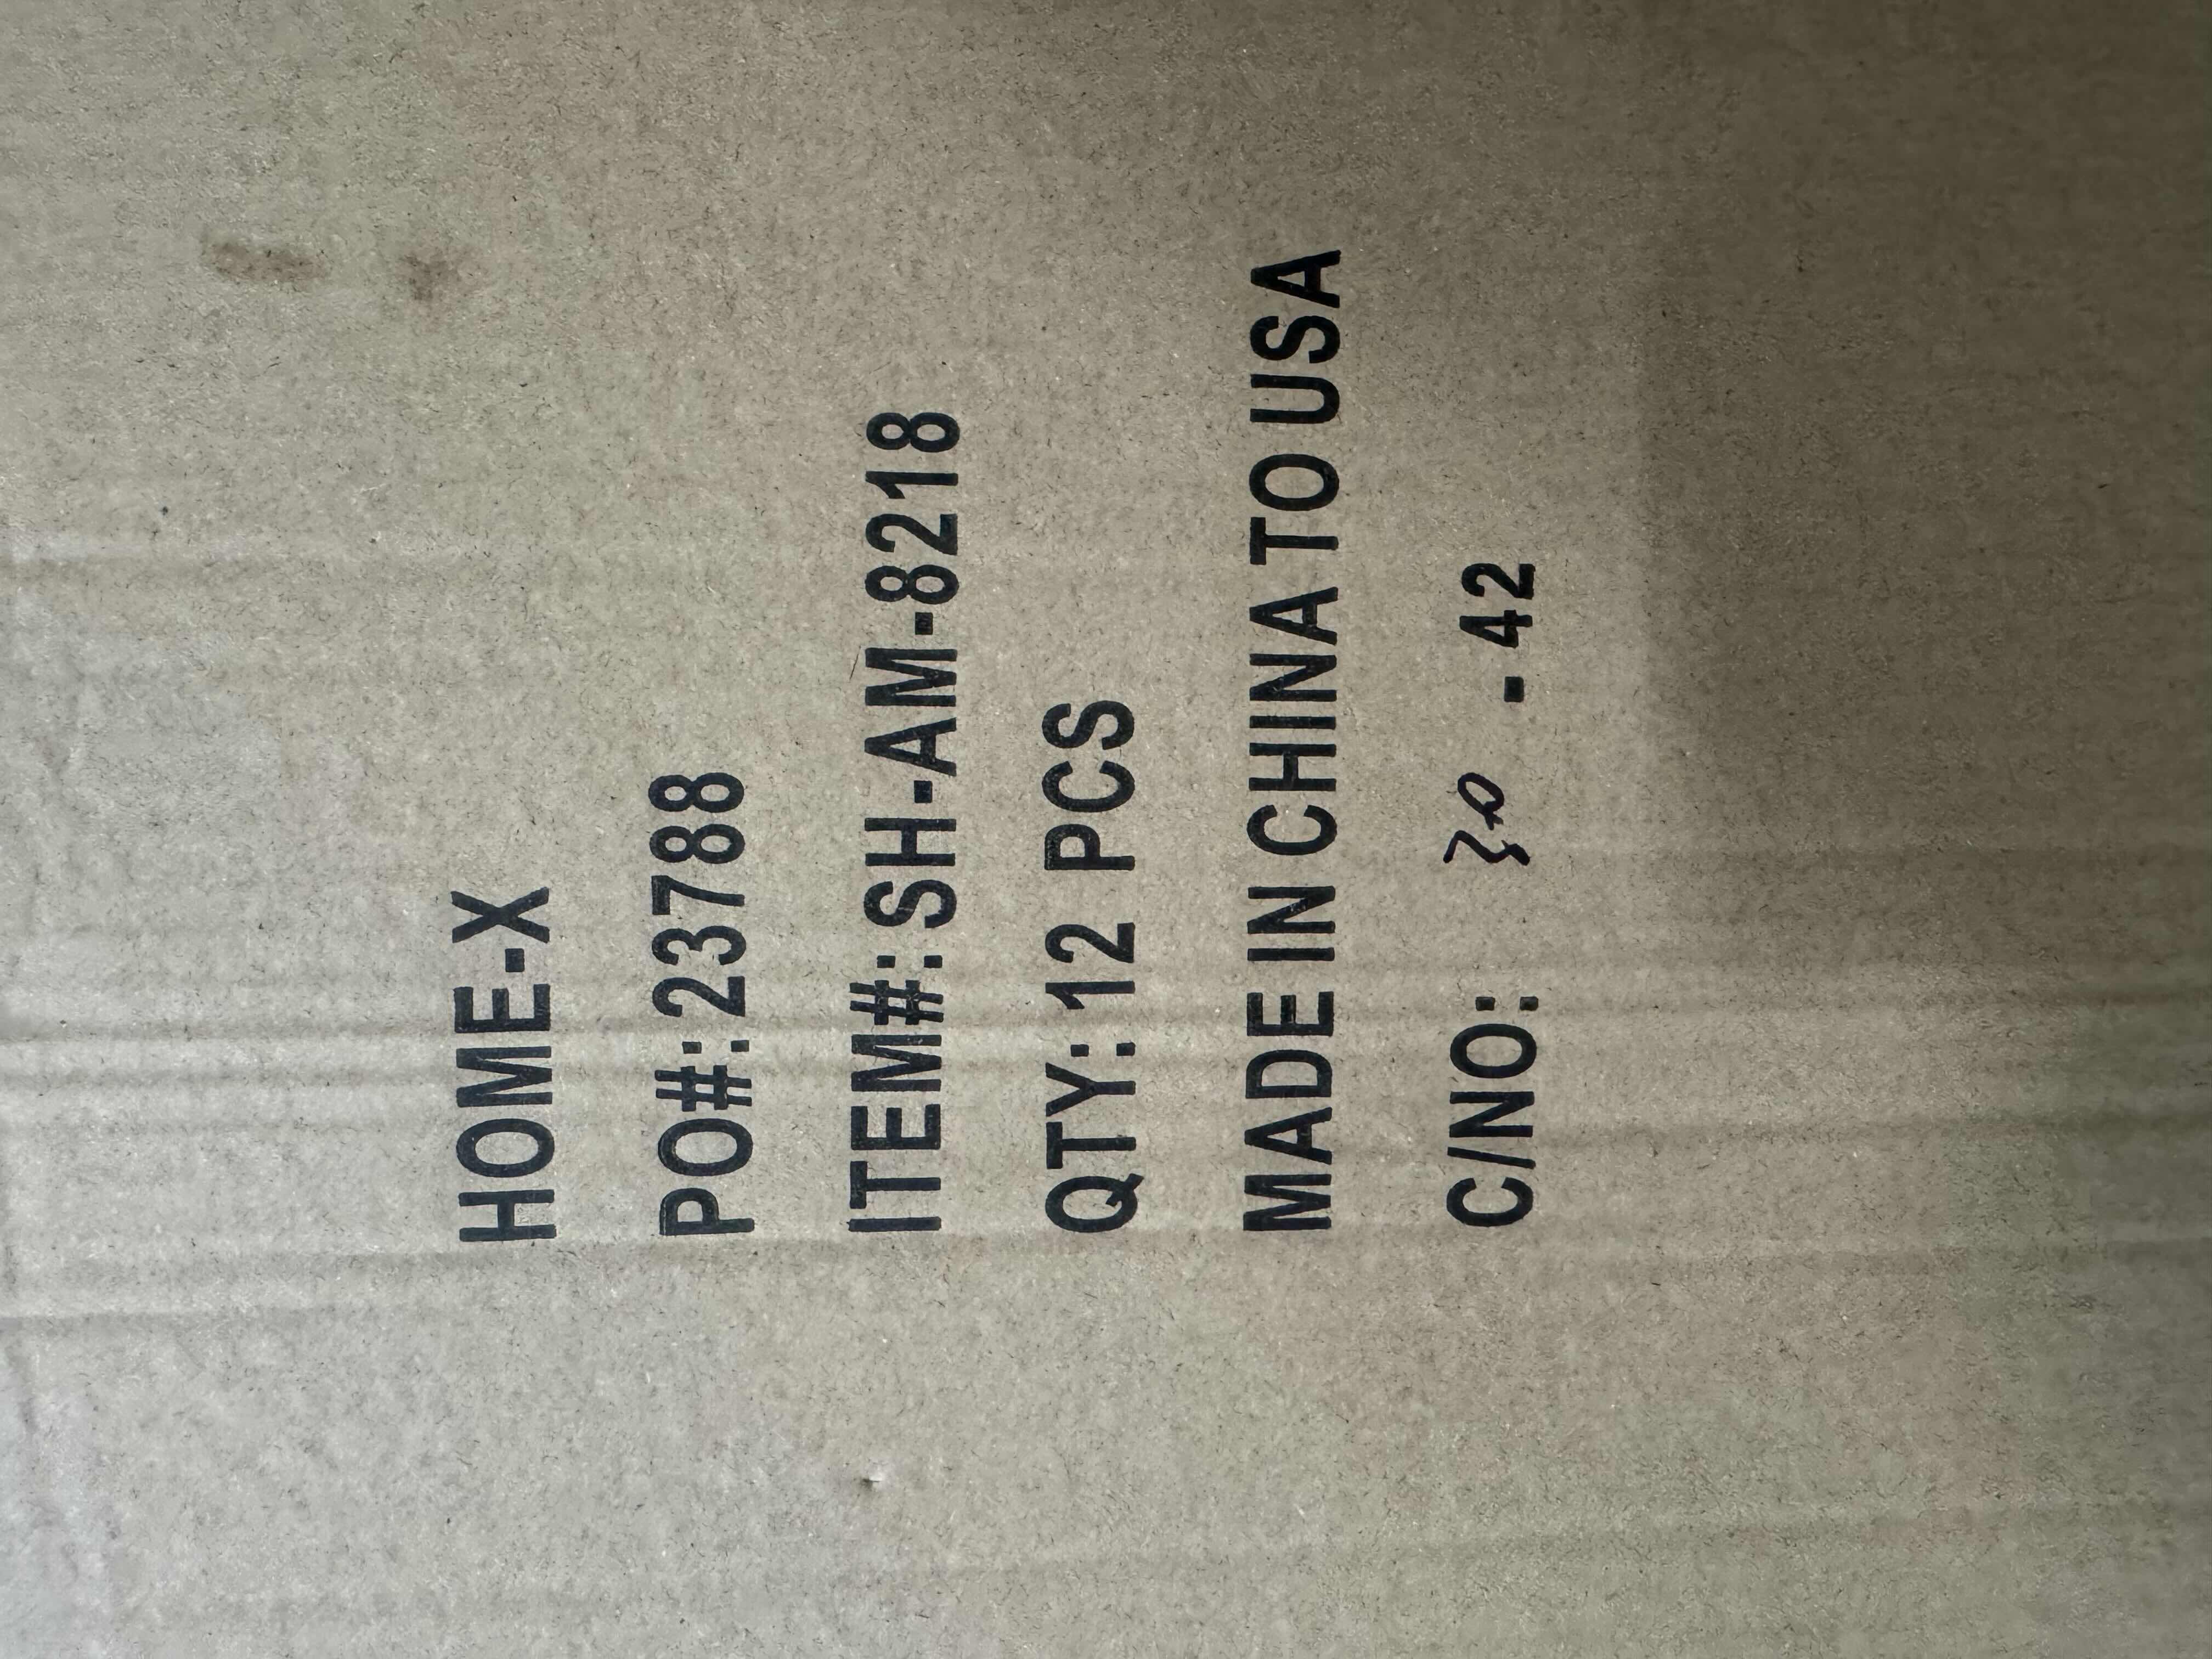 HOME-X
PO#:23788
ITEM#:SH-AM-8218
QTY:12 PCS
MADE IN CHINA TO USA
C/NO: 30 - 42